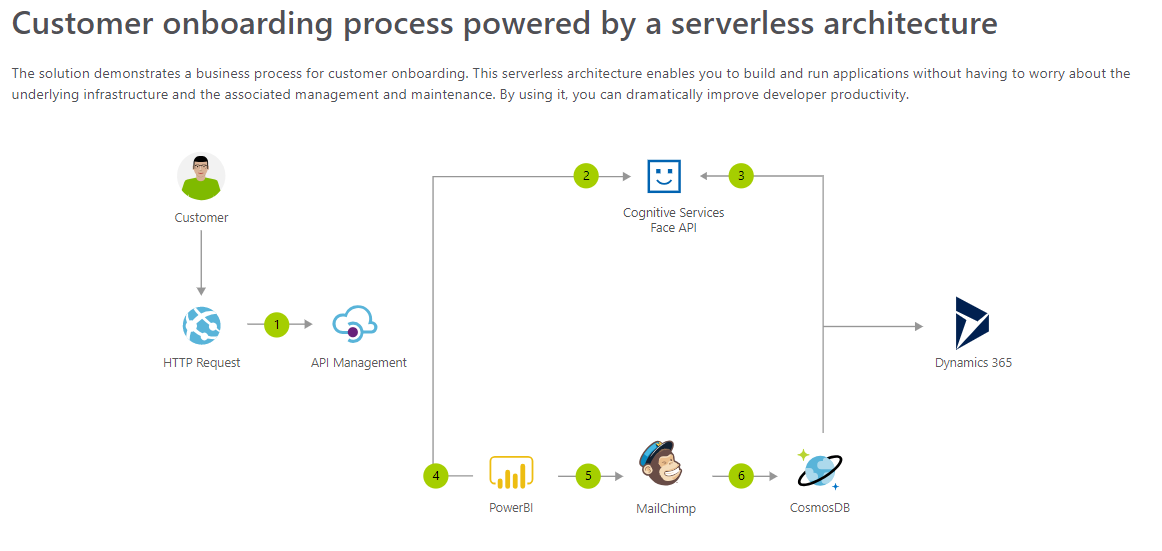 Customer onboarding process powered by a serverless architecture
The solution demonstrates a business process for customer onboarding. This serverless architecture enables you to build and run applications without having to worry about the
underlying infrastructure and the associated management and maintenance. By using it, you can dramatically improve developer productivity.
2
3
Customer
Cognitive Services
Face API
1
HTTP Request
API Management
Dynamics 365
4
5
6
PowerBI
MailChimp
CosmosDB